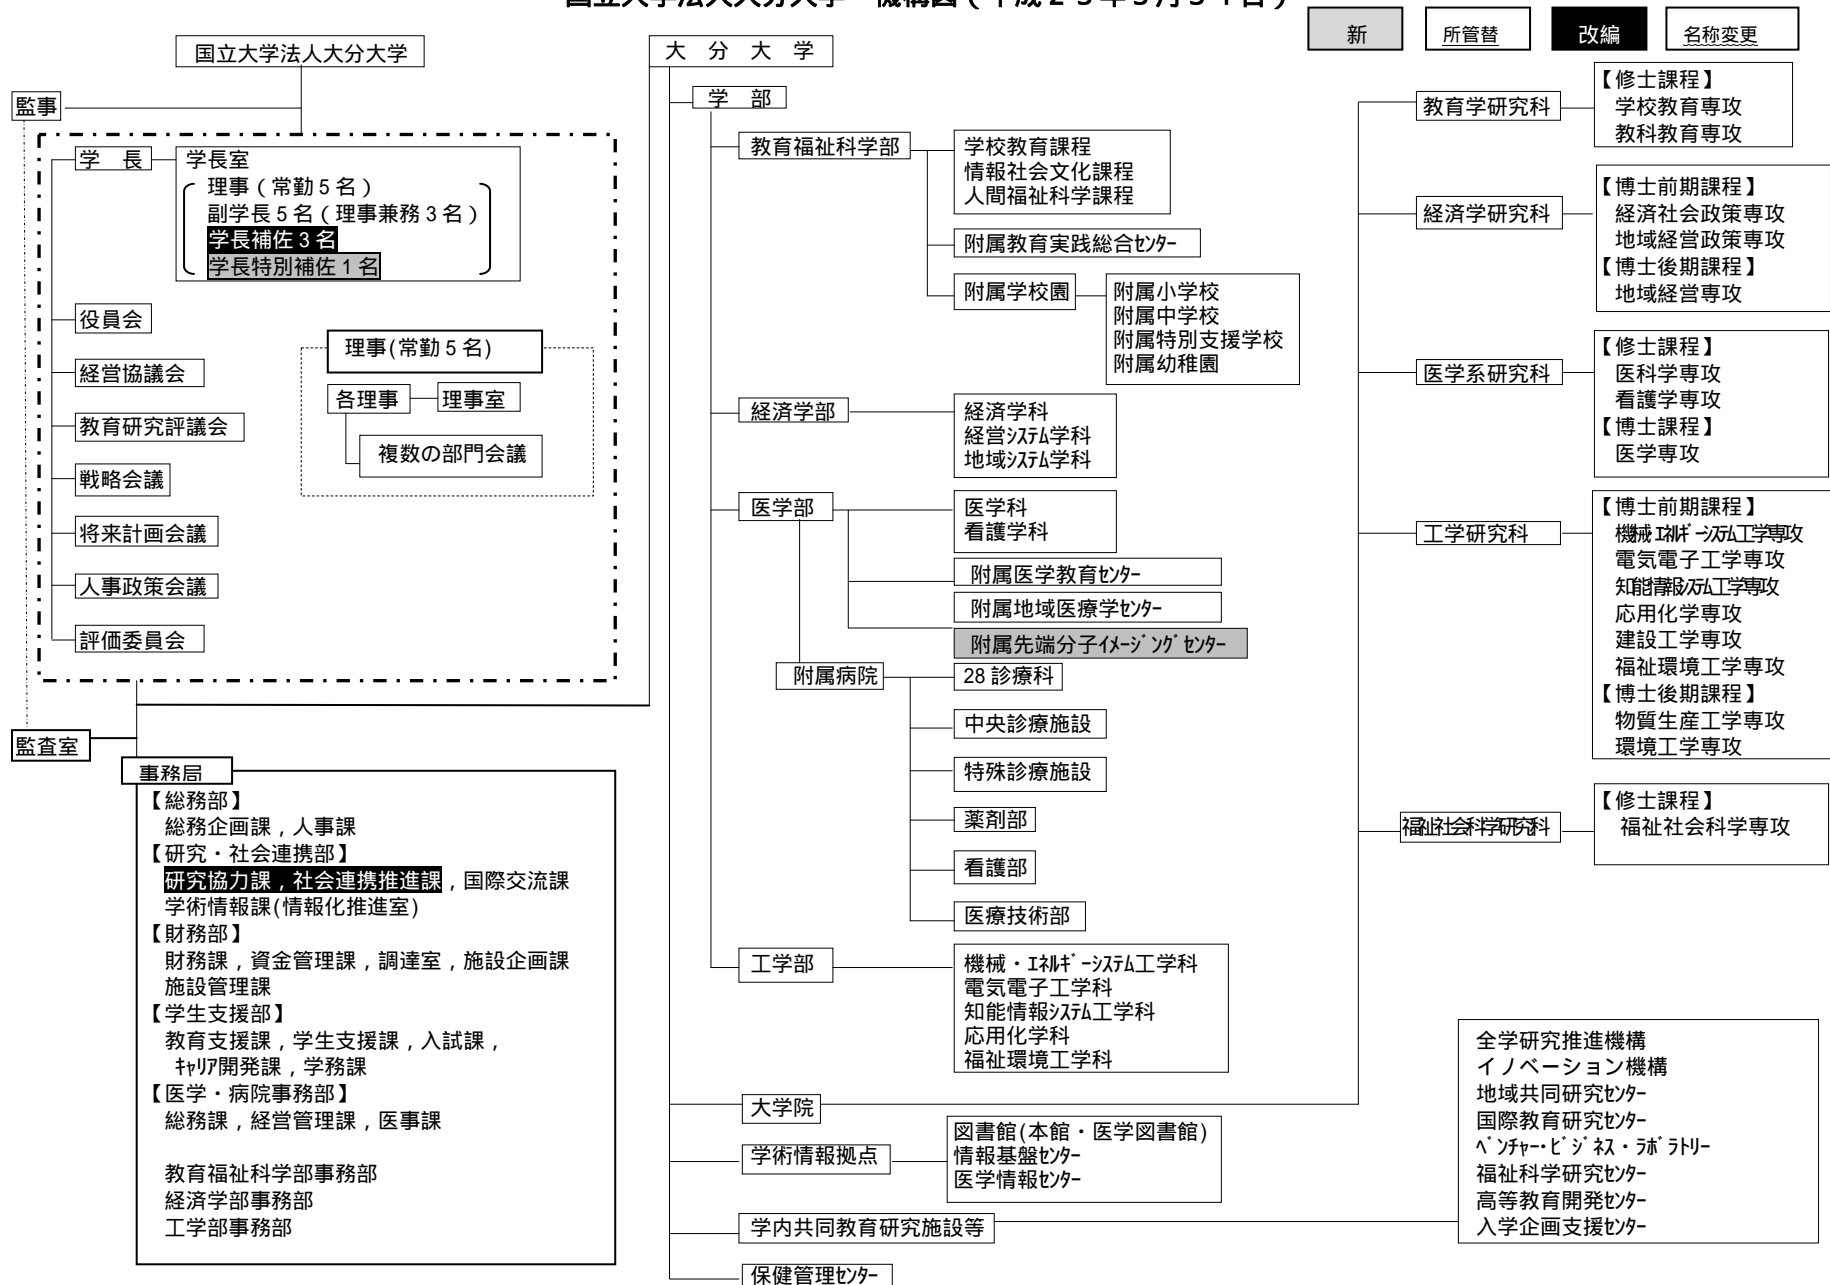 国立大学法人大分大学 機構図(平成23年3月31日)
新
所管替
改編
名称変更
国立大学法人大分大学
監事
学 長
学長室
理事(常勤5名)
副学長5名(理事兼務3名)
学長補佐3名
学長特別補佐1名
役員会
経営協議会
教育研究評議会
戦略会議
将来計画会議
人事政策会議
評価委員会
理事(常勤5名)
各理事
理事室
複数の部門会議
監査室
事務局
【総務部】
総務企画課,人事課
【研究・社会連携部】
研究協力課,社会連携推進課,国際交流課
学術情報課(情報化推進室)
【財務部】
財務課,資金管理課,調達室,施設企画課
施設管理課
【学生支援部】
教育支援課,学生支援課,入試課,
キャリア開発課,学務課
【医学・病院事務部】
総務課,経営管理課,医事課
教育福祉科学部事務部
経済学部事務部
工学部事務部
大 分 大 学
学 部
教育福祉科学部
学校教育課程
情報社会文化課程
人間福祉科学課程
附属教育実践総合センター
附属学校園
附属小学校
附属中学校
附属特別支援学校
附属幼稚園
経済学部
経済学科
経営システム学科
地域システム学科
医学部
医学科
看護学科
附属医学教育センター
附属地域医療学センター
附属先端分子イメージングセンター
附属病院
28診療科
中央診療施設
特殊診療施設
薬剤部
看護部
医療技術部
工学部
機械・エネルギーシステム工学科
電気電子工学科
知能情報システム工学科
応用化学科
福祉環境工学科
大学院
学術情報拠点
図書館(本館・医学図書館)
情報基盤センター
医学情報センター
学内共同教育研究施設等
保健管理センター
教育学研究科
【修士課程】
学校教育専攻
教科教育専攻
経済学研究科
【博士前期課程】
経済社会政策専攻
地域経営政策専攻
【博士後期課程】
地域経営専攻
医学系研究科
【修士課程】
医科学専攻
看護学専攻
【博士課程】
医学専攻
工学研究科
【博士前期課程】
機械・エネルギーシステム工学専攻
電気電子工学専攻
知能情報システム工学専攻
応用化学専攻
建設工学専攻
福祉環境工学専攻
【博士後期課程】
物質生産工学専攻
環境工学専攻
福祉社会科学研究科
【修士課程】
福祉社会科学専攻
全学研究推進機構
イノベーション機構
地域共同研究センター
国際教育研究センター
ベンチャー・ビジネス・ラボラトリー
福祉科学研究センター
高等教育開発センター
入学企画支援センター